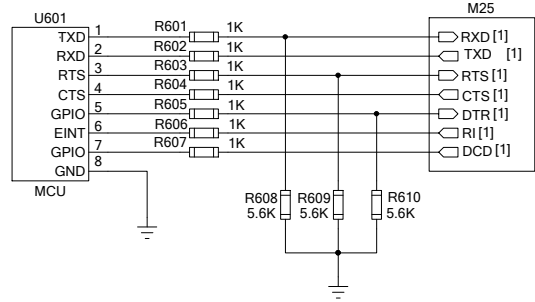 U601
M25
TXD 1 R601 1K RXD [1]
RXD 2 R602 1K TXD [1]
RTS 3 R603 1K RTS [1]
CTS 4 R604 1K CTS [1]
GPIO 5 R605 1K DTR [1]
EINT 6 R606 1K RI [1]
GPIO 7 R607 1K DCD [1]
GND 8
MCU
R608 R609 R610
5.6K 5.6K 5.6K